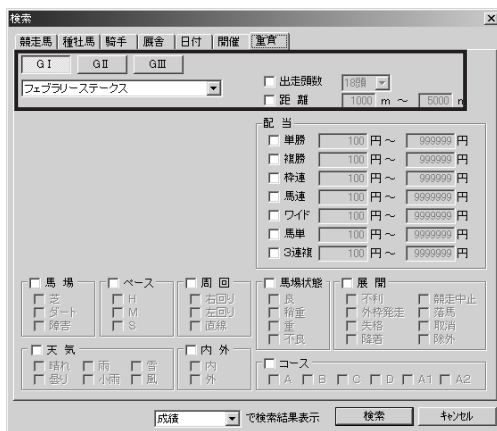 検索
競走馬 種牡馬 騎手 厩舎 日付 開催 重賞
GⅠ GⅡ GⅢ
フェブラリーステークス
出走頭数 18頭
距離 1000 m ～ 5000 m
配当
単勝 100 円～ 999999 円
複勝 100 円～ 999999 円
枠連 100 円～ 999999 円
馬連 100 円～ 999999 円
ワイド 100 円～ 999999 円
馬単 100 円～ 9999999 円
3連複 100 円～ 9999999 円
馬場
芝
ダート
障害
ペース
H
M
S
周回
右回り
左回り
直線
馬場状態
良
稍重
重
不良
展開
不利 競走中止
外枠発走 落馬
失格 取消
降着 除外
天気
晴れ 雨 雪
曇り 小雨 風
内外
内
外
コース
A B C D A1 A2
成績 で検索結果表示 検索 キャンセル